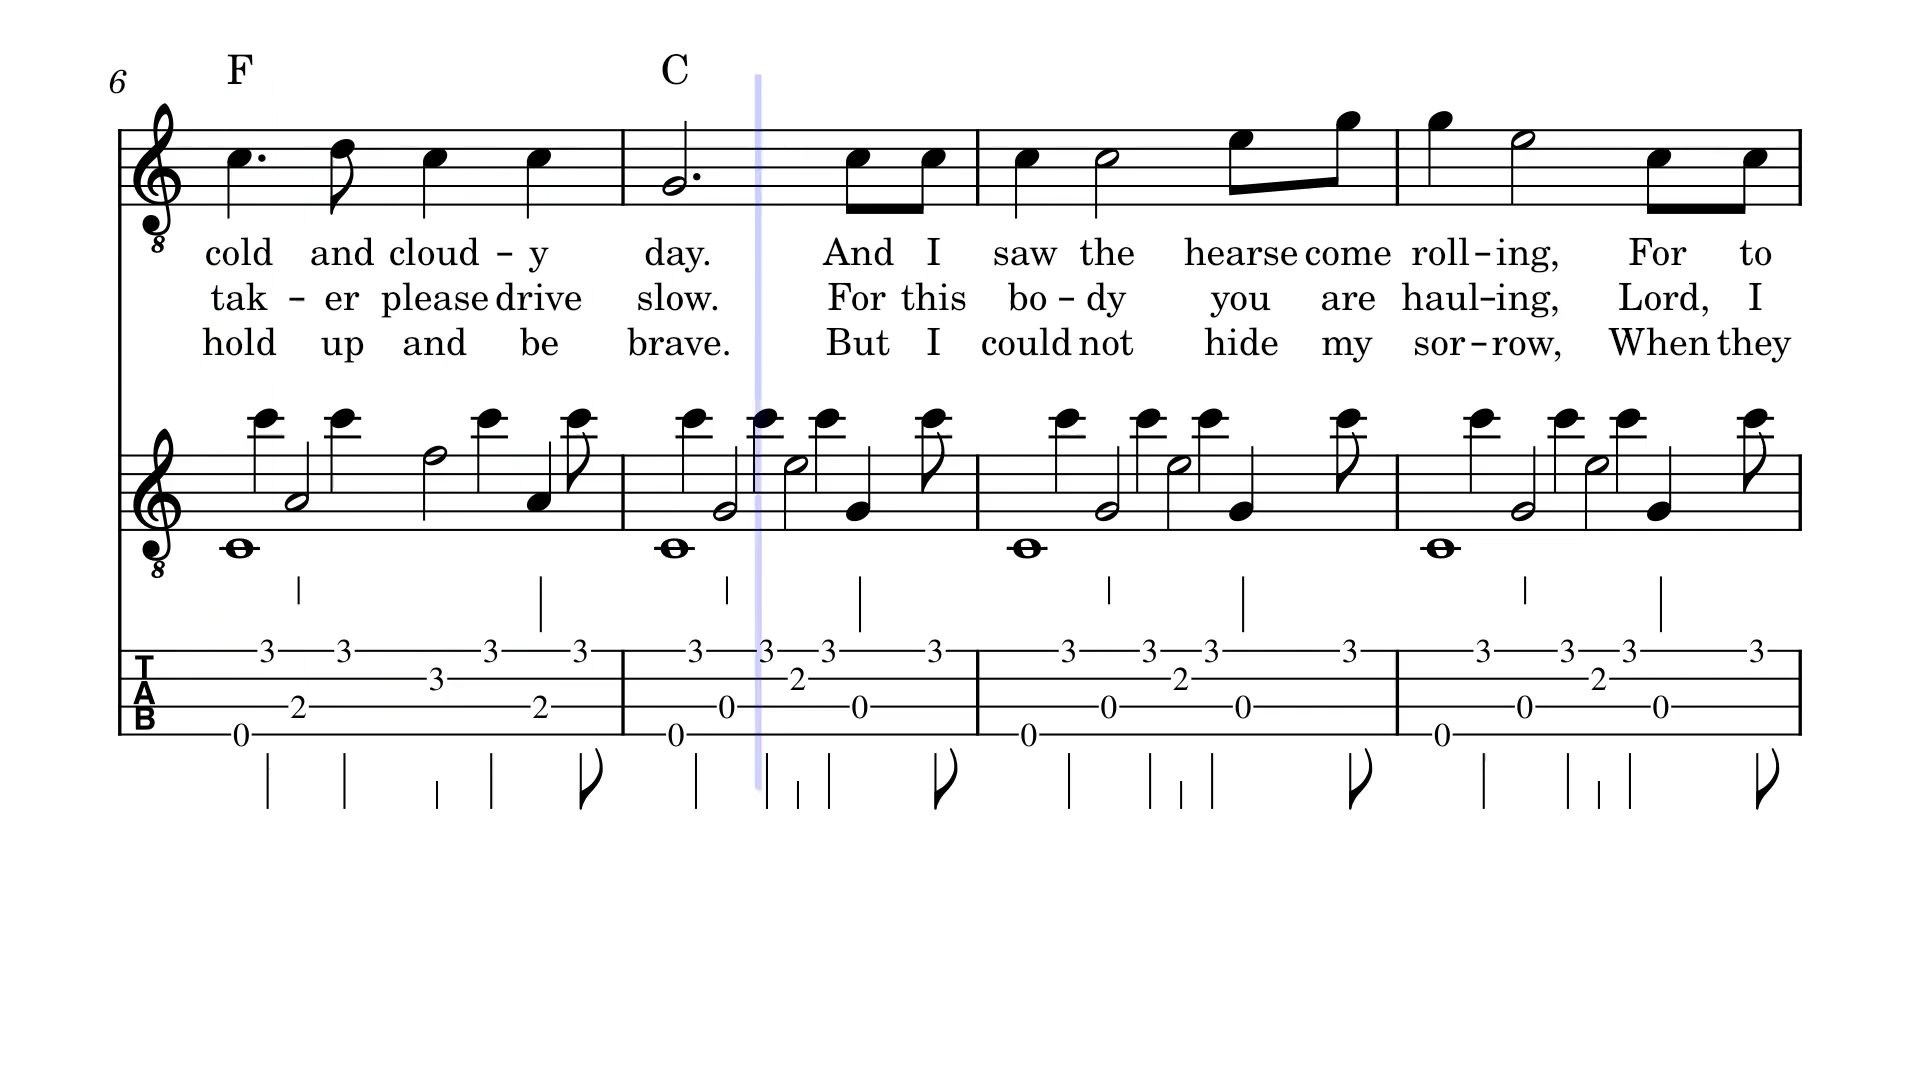 6 F C
8
cold and cloud - y day. And I saw the hearse come roll - ing, For to
tak - er please drive slow. For this bo - dy you are haul - ing, Lord, I
hold up and be brave. But I could not hide my sor - row, When they
8
3 3 3 3 3 3 3 3 3 3 3 3 3 3 3 3
3 2 2 2
2 2 0 0 0 0 0 0
0 0 0 0
TAB